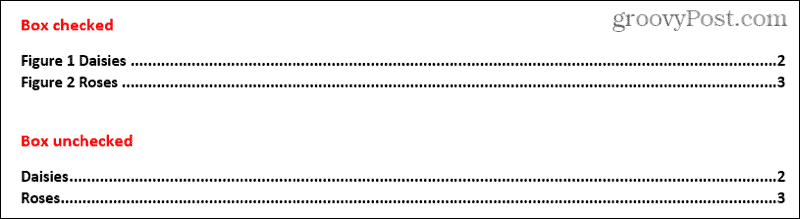 groovyPost.com
Box checked
Figure 1 Daisies ........................................................................................................................................................2
Figure 2 Roses ..........................................................................................................................................................3
Box unchecked
Daisies......................................................................................................................................................................2
Roses........................................................................................................................................................................3